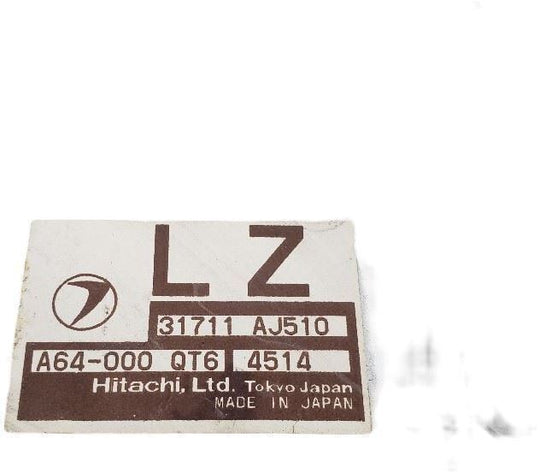 LZ
31711 AJ510
A64-000 QT6 4514
Hitachi, Ltd. Tokyo Japan
MADE IN JAPAN